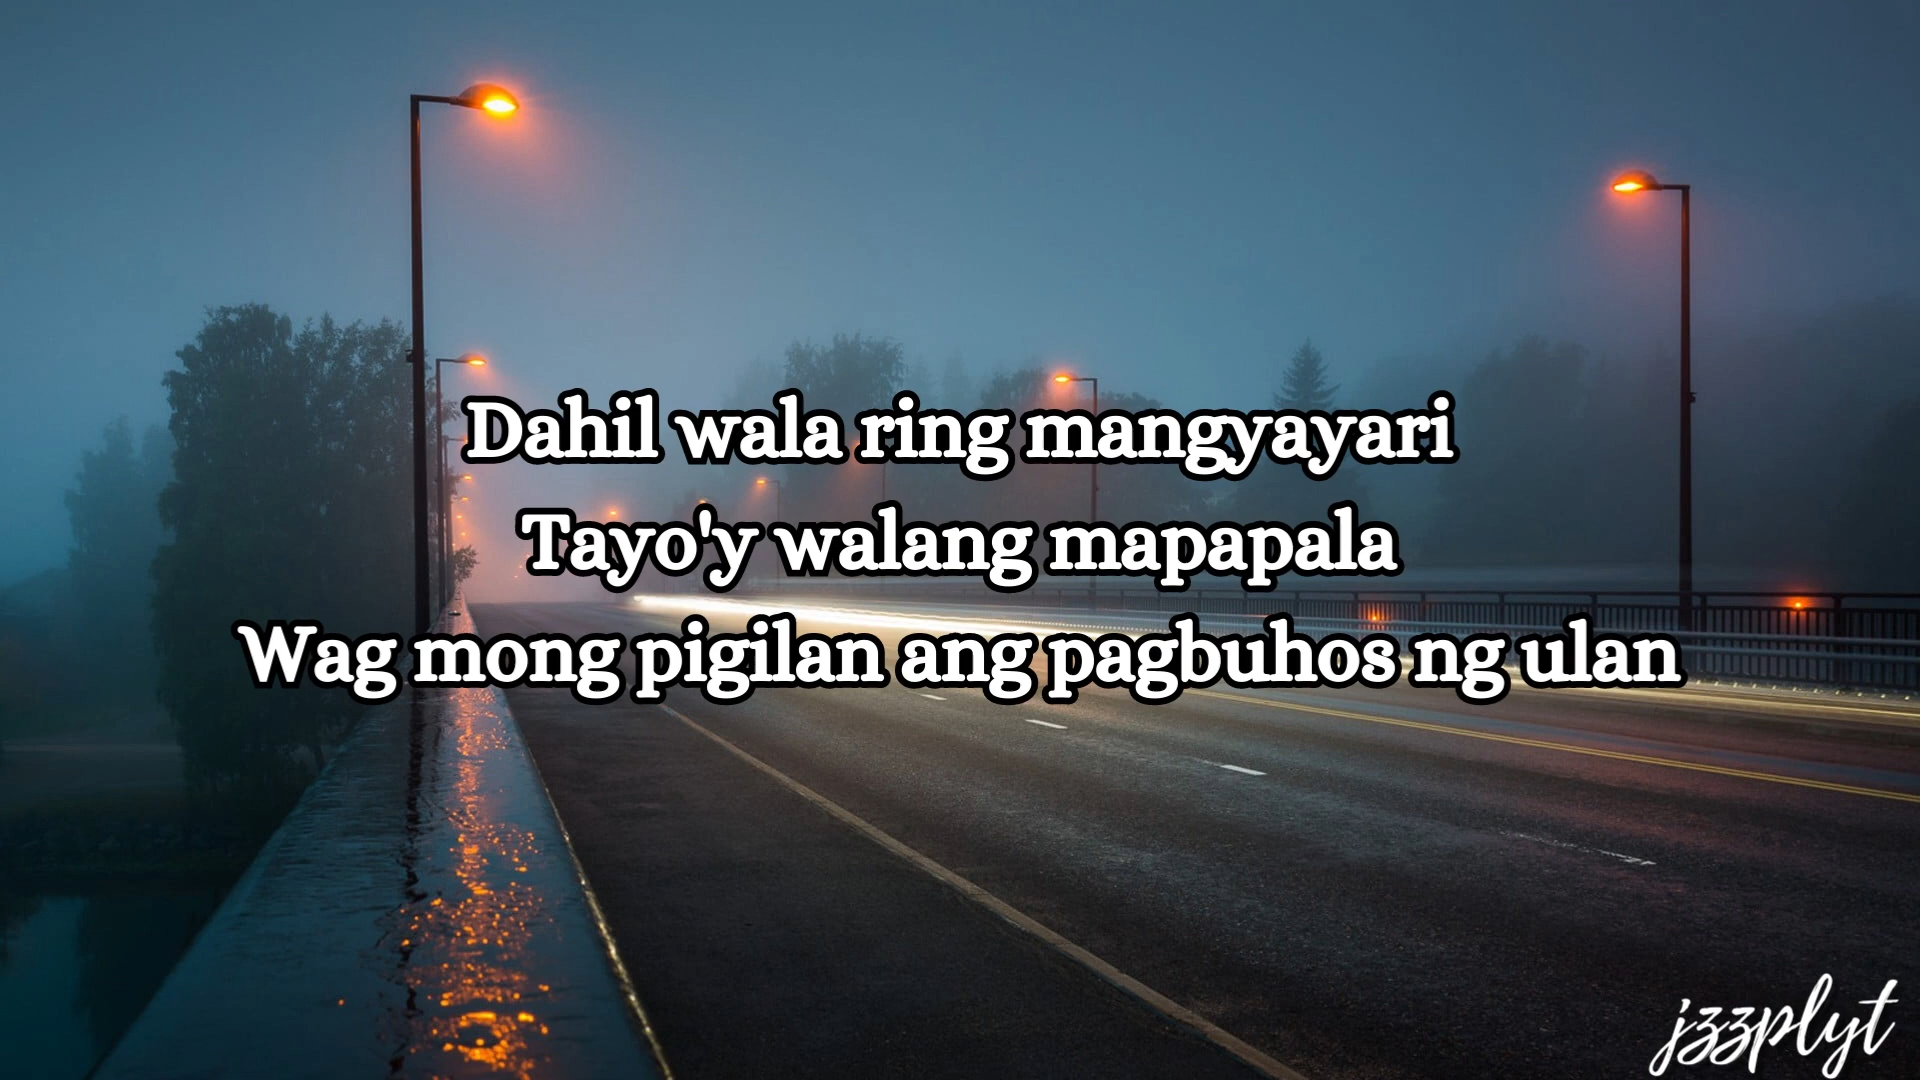 Dahil wala ring mangyayari
Tayo'y walang mapapala
Wag mong pigilan ang pagbuhos ng ulan
jzzplyt